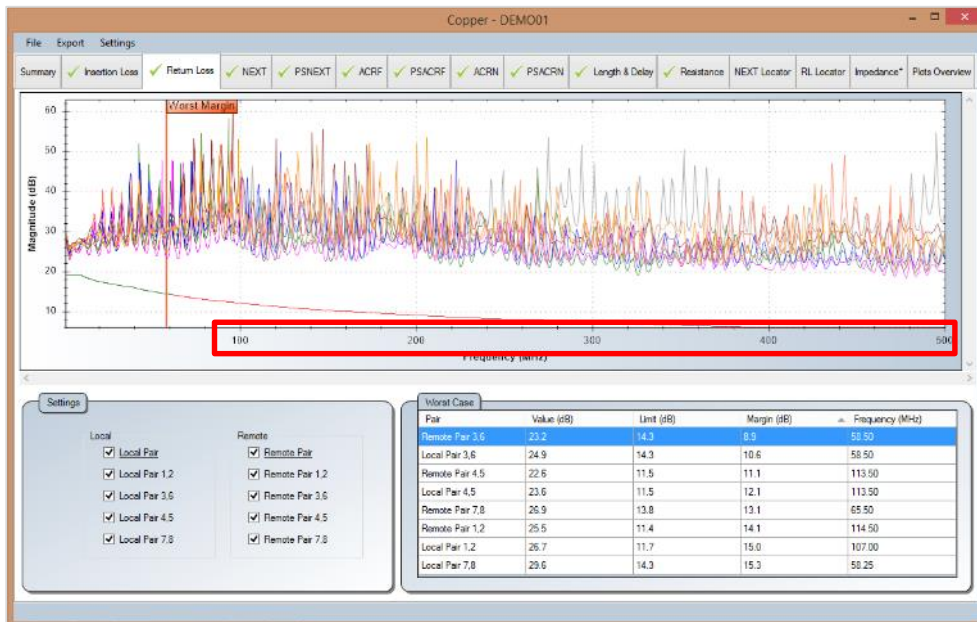 Copper - DEMO01
File Export Settings
Summary Insertion Loss Return Loss NEXT PSNEXT ACRF PSACRF ACRN PSACRN Length & Delay Resistance NEXT Locator RL Locator Impedance* Plots Overview
Worst Margin
60
50
40
30
20
10
Magnitude (dB)
100 200 300 400 500
Frequency (MHz)
Settings
Local Remote
Local Pair Remote Pair
Local Pair 1,2 Remote Pair 1,2
Local Pair 3,6 Remote Pair 3,6
Local Pair 4,5 Remote Pair 4,5
Local Pair 7,8 Remote Pair 7,8
Worst Case
Pair Value (dB) Limit (dB) Margin (dB) Frequency (MHz)
Remote Pair 3,6 23.2 14.3 8.9 58.50
Local Pair 3,6 24.9 14.3 10.6 58.50
Remote Pair 4,5 22.6 11.5 11.1 113.50
Local Pair 4,5 23.6 11.5 12.1 113.50
Remote Pair 7,8 26.9 13.8 13.1 65.50
Remote Pair 1,2 25.5 11.4 14.1 114.50
Local Pair 1,2 26.7 11.7 15.0 107.00
Local Pair 7,8 29.6 14.3 15.3 58.25